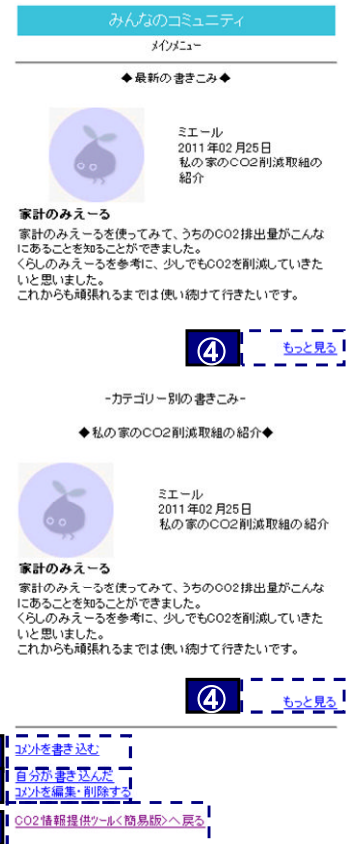 みんなのコミュニティ
メインメニュー
◆最新の書きこみ◆
ミエール
2011年02月25日
私の家のCO2削減取組の
紹介
家計のみえーる
家計のみえーるを使ってみて、うちのCO2排出量がこんな
にあることを知ることができました。
くらしのみえーるを参考に、少しでもCO2を削減していきた
いと思いました。
これからも頑張れるまでは使い続けて行きたいです。
④ もっと見る
-カテゴリー別の書きこみ-
◆私の家のCO2削減取組の紹介◆
ミエール
2011年02月25日
私の家のCO2削減取組の紹介
家計のみえーる
家計のみえーるを使ってみて、うちのCO2排出量がこんな
にあることを知ることができました。
くらしのみえーるを参考に、少しでもCO2を削減していきた
いと思いました。
これからも頑張れるまでは使い続けて行きたいです。
④ もっと見る
コメントを書き込む
自分が書き込んだ
コメントを編集・削除する
CO2情報提供ツール<簡易版>へ戻る